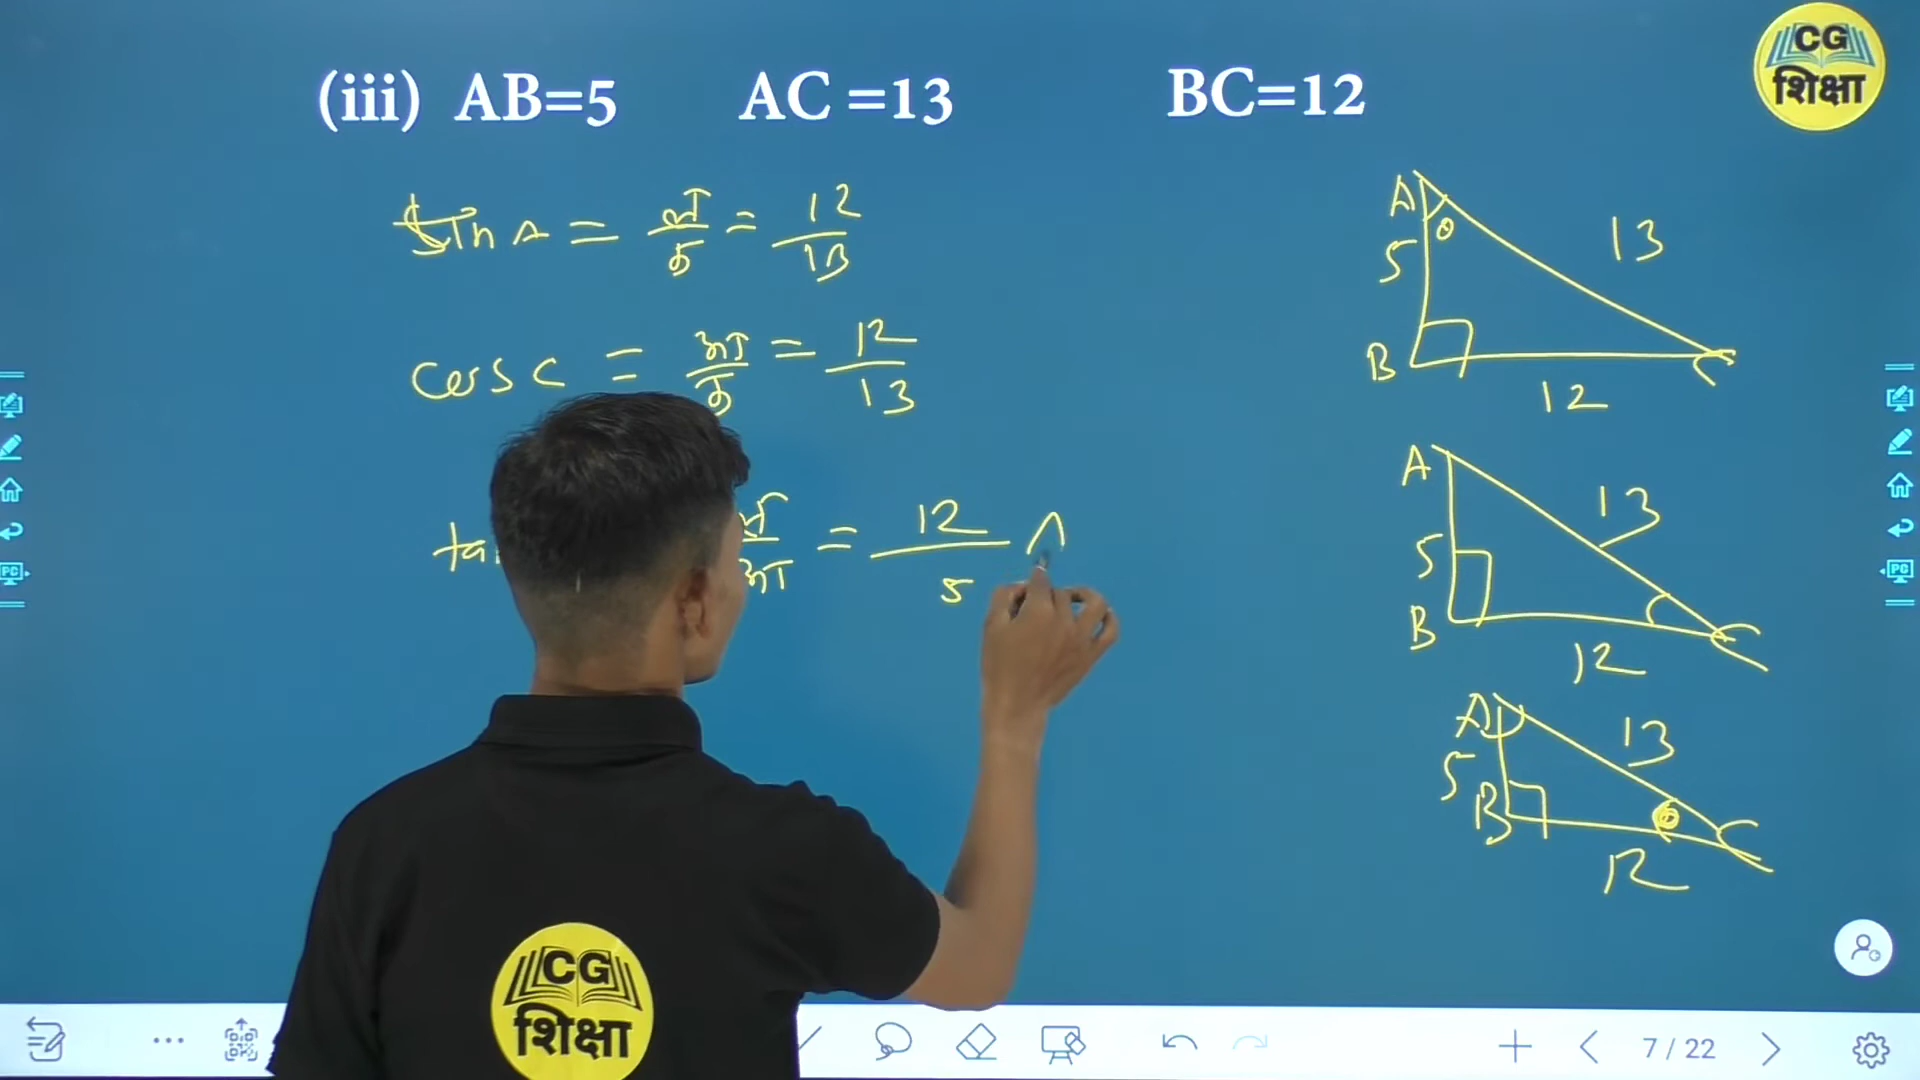 (iii) AB=5 AC =13 BC=12
CG
शिक्षा
sin A = ल/क = 12/13
cos C = आ/क = 12/13
= 12/5
A
5
13
B
12
C
A
5
13
B
12
C
A
5
13
B
12
C
CG
शिक्षा
7 / 22